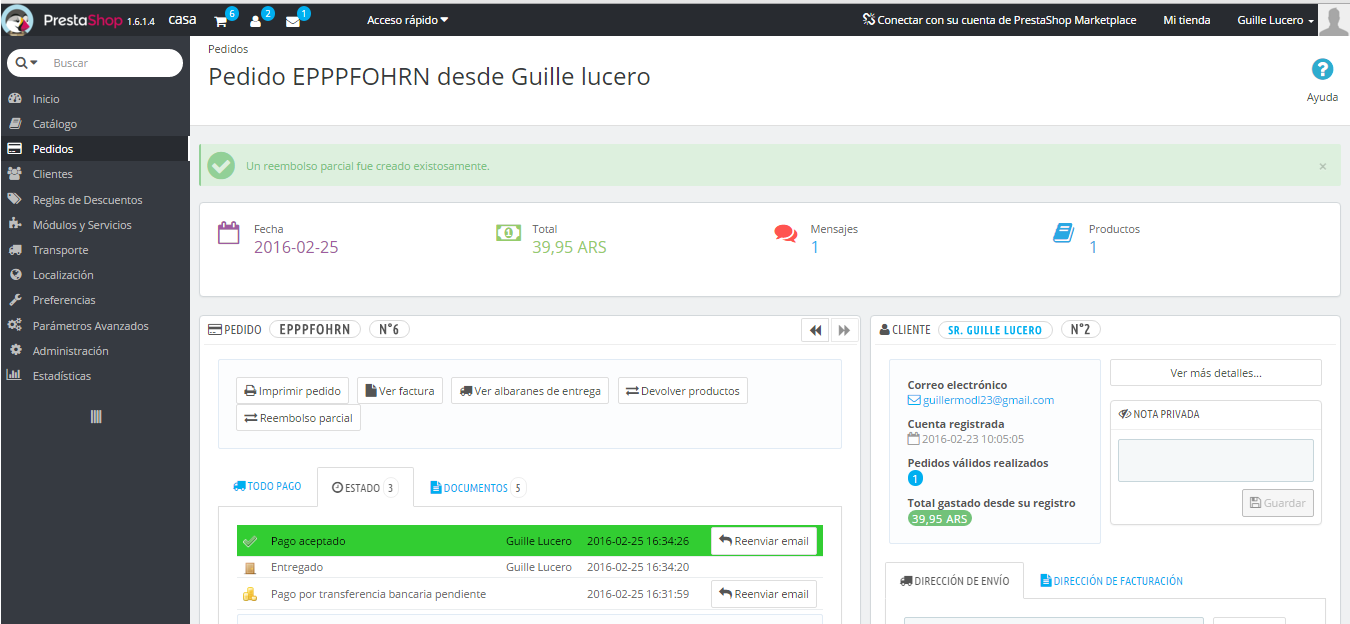 PrestaShop 1.6.1.4 casa 6 2 1 Acceso rápido Conectar con su cuenta de PrestaShop Marketplace Mi tienda Guille Lucero
Buscar
Inicio
Catálogo
Pedidos
Clientes
Reglas de Descuentos
Módulos y Servicios
Transporte
Localización
Preferencias
Parámetros Avanzados
Administración
Estadísticas
Pedidos
Pedido EPPPFOHRN desde Guille lucero
?
Ayuda
Un reembolso parcial fue creado existosamente. ×
Fecha
2016-02-25
Total
39,95 ARS
Mensajes
1
Productos
1
PEDIDO EPPPFOHRN N°6
Imprimir pedido Ver factura Ver albaranes de entrega Devolver productos
Reembolso parcial
TODO PAGO ESTADO 3 DOCUMENTOS 5
Pago aceptado Guille Lucero 2016-02-25 16:34:26 Reenviar email
Entregado Guille Lucero 2016-02-25 16:34:20
Pago por transferencia bancaria pendiente 2016-02-25 16:31:59 Reenviar email
CLIENTE SR. GUILLE LUCERO N°2
Correo electrónico
guillermodl23@gmail.com
Cuenta registrada
2016-02-23 10:05:05
Pedidos válidos realizados
1
Total gastado desde su registro
39,95 ARS
Ver más detalles...
NOTA PRIVADA
Guardar
DIRECCIÓN DE ENVÍO DIRECCIÓN DE FACTURACIÓN